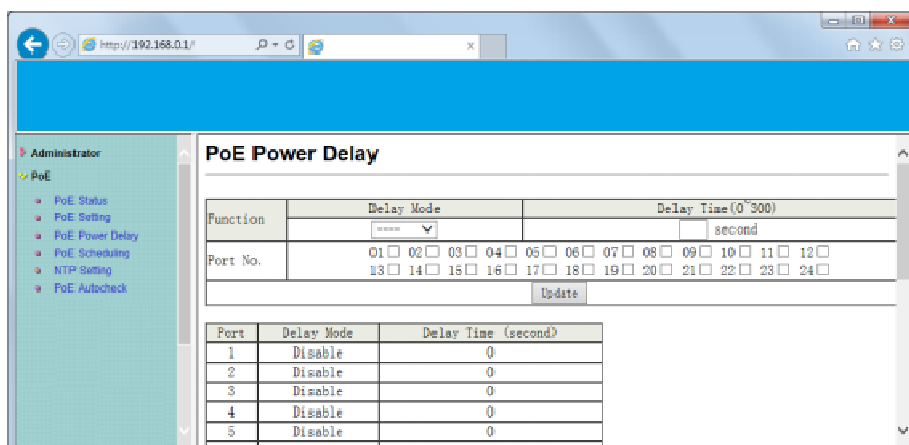 http://192.168.0.1/
Administrator
PoE
PoE Status
PoE Setting
PoE Power Delay
PoE Scheduling
NTP Setting
PoE Autocheck
PoE Power Delay
Function Delay Mode Delay Time(0~300)
---- second
Port No. 01 02 03 04 05 06 07 08 09 10 11 12
13 14 15 16 17 18 19 20 21 22 23 24
Update
Port Delay Mode Delay Time (second)
1 Disable 0
2 Disable 0
3 Disable 0
4 Disable 0
5 Disable 0